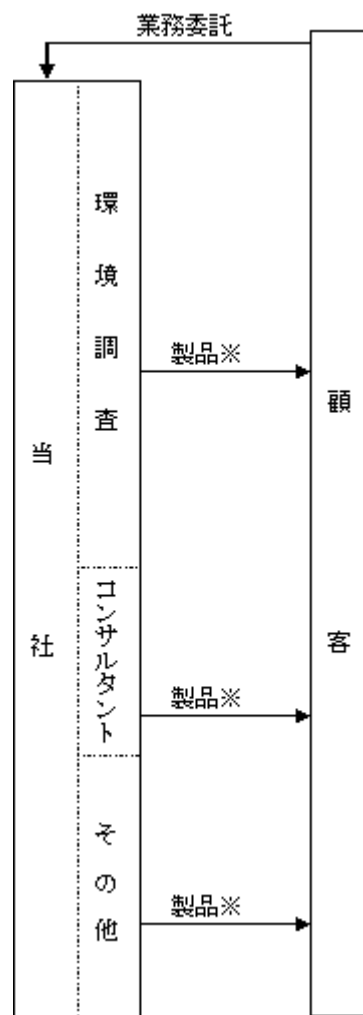 業務委託
環境調査
製品※
当社
顧客
コンサルタント
製品※
その他
製品※